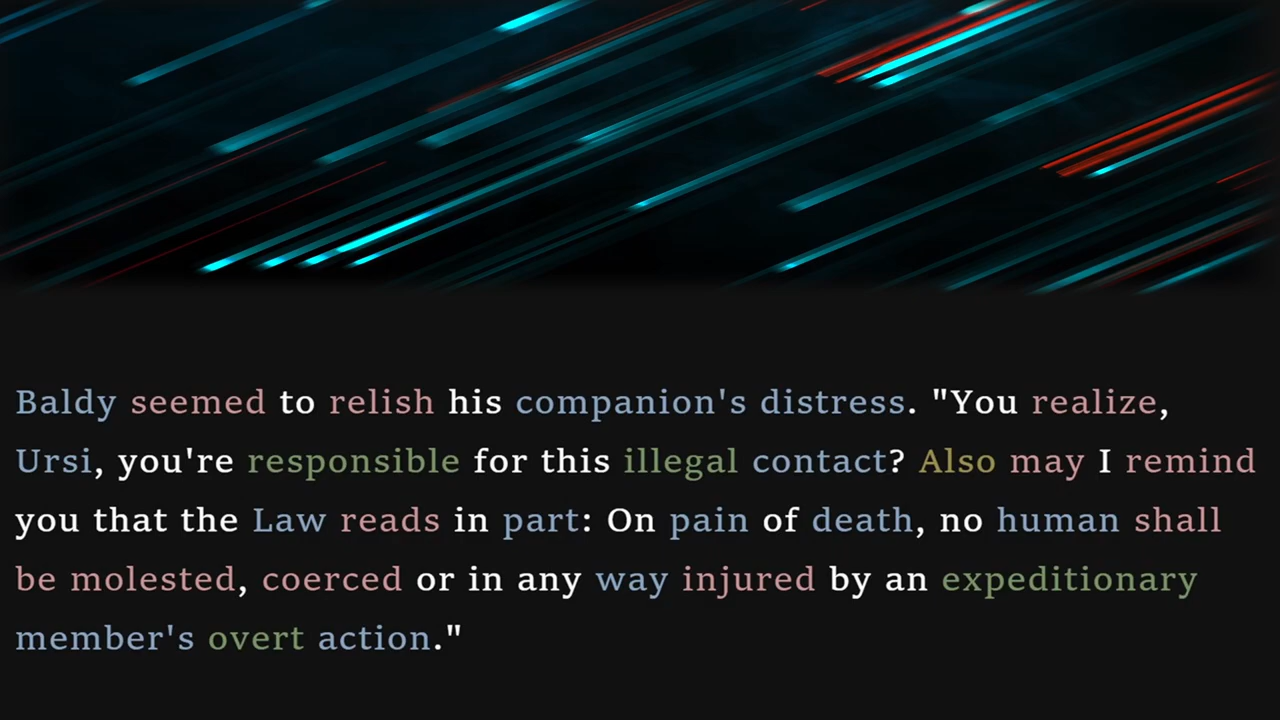 Baldy seemed to relish his companion's distress. "You realize,
Ursi, you're responsible for this illegal contact? Also may I remind
you that the Law reads in part: On pain of death, no human shall
be molested, coerced or in any way injured by an expeditionary
member's overt action."